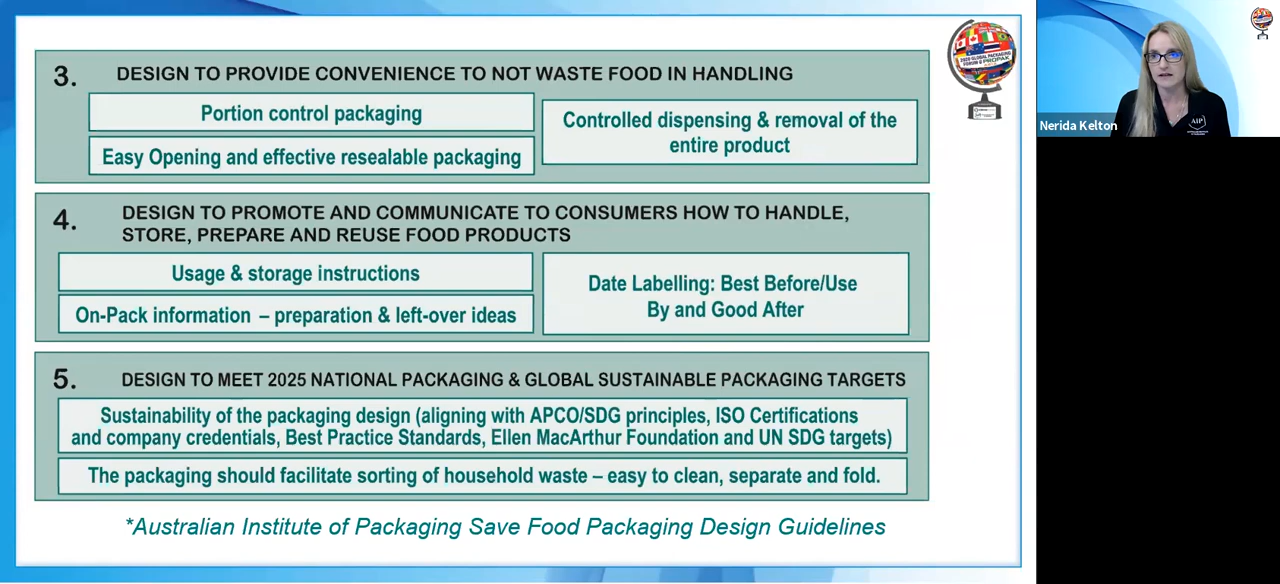 3. DESIGN TO PROVIDE CONVENIENCE TO NOT WASTE FOOD IN HANDLING
Portion control packaging
Easy Opening and effective resealable packaging
Controlled dispensing & removal of the
entire product
4. DESIGN TO PROMOTE AND COMMUNICATE TO CONSUMERS HOW TO HANDLE,
STORE, PREPARE AND REUSE FOOD PRODUCTS
Usage & storage instructions
On-Pack information – preparation & left-over ideas
Date Labelling: Best Before/Use
By and Good After
5. DESIGN TO MEET 2025 NATIONAL PACKAGING & GLOBAL SUSTAINABLE PACKAGING TARGETS
Sustainability of the packaging design (aligning with APCO/SDG principles, ISO Certifications
and company credentials, Best Practice Standards, Ellen MacArthur Foundation and UN SDG targets)
The packaging should facilitate sorting of household waste – easy to clean, separate and fold.
*Australian Institute of Packaging Save Food Packaging Design Guidelines
2020 GLOBAL PACKAGING
FORUM @ PROPAK
Nerida Kelton
AIP